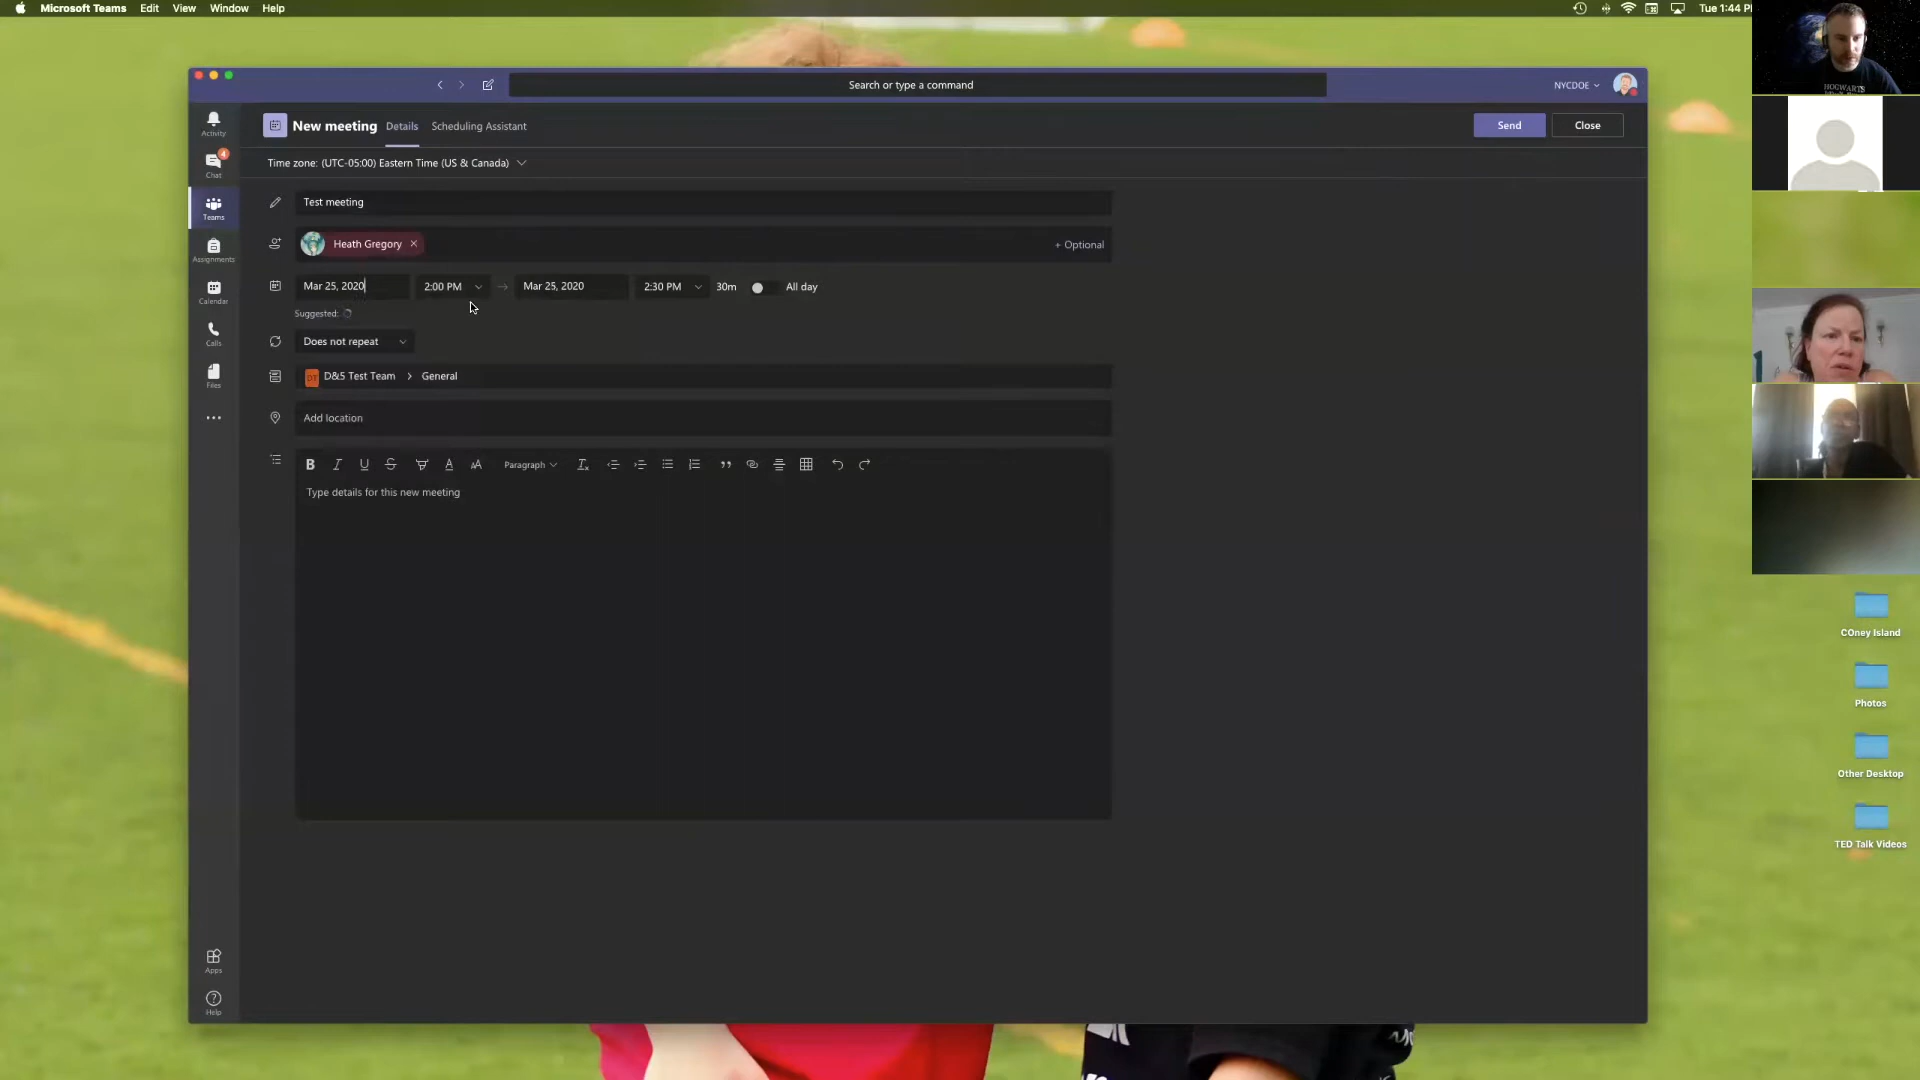 Microsoft Teams Edit View Window Help
Tue 1:44 P
Search or type a command
NYCDOE
New meeting Details Scheduling Assistant
Send Close
Time zone: (UTC-05:00) Eastern Time (US & Canada)
Activity
4
Chat
Teams
Assignments
Calendar
Calls
Files
Apps
Help
Test meeting
Heath Gregory
+ Optional
Mar 25, 2020 2:00 PM Mar 25, 2020 2:30 PM 30m All day
Suggested:
Does not repeat
DT D&5 Test Team > General
Add location
B I U Paragraph
Type details for this new meeting
HOGWARTS
COney Island
Photos
Other Desktop
TED Talk Videos